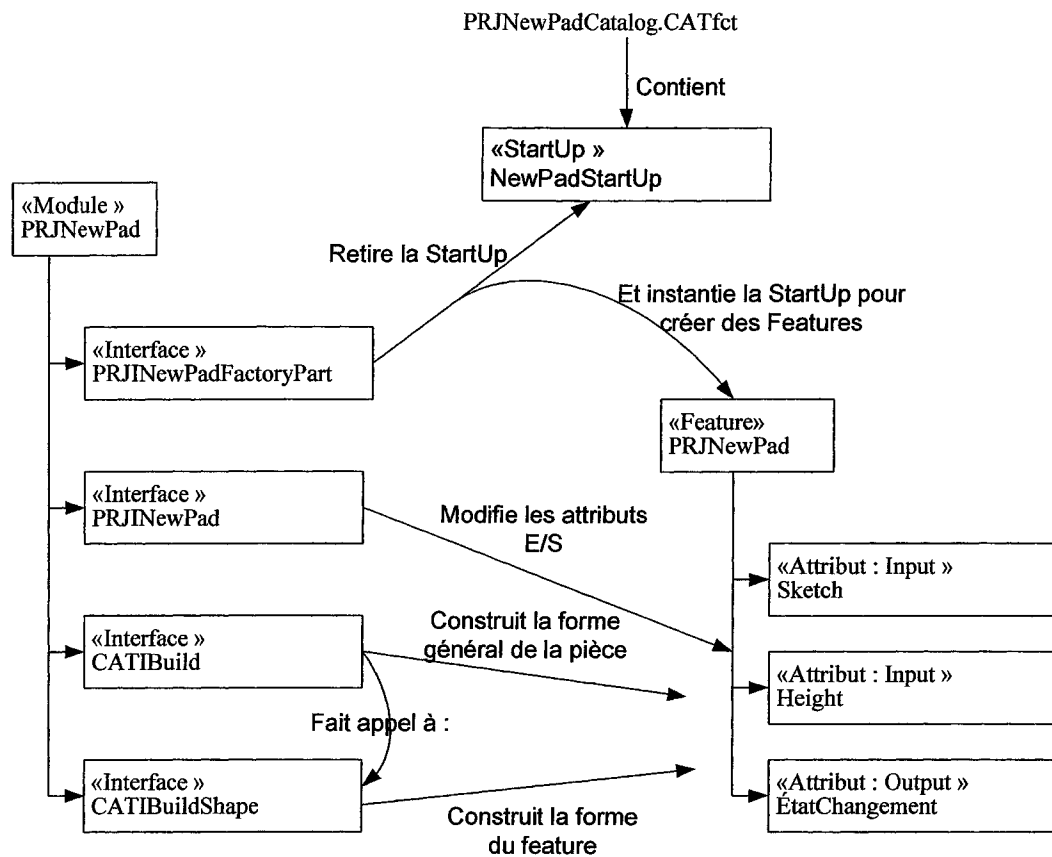 PRJNewPadCatalog.CATfct
Contient
«StartUp »
NewPadStartUp
«Module »
PRJNewPad
Retire la StartUp
Et instantie la StartUp pour
créer des Features
«Interface »
PRJINewPadFactoryPart
«Feature»
PRJNewPad
«Interface »
PRJINewPad
Modifie les attributs
E/S
«Attribut : Input »
Sketch
«Interface »
CATIBuild
Construit la forme
général de la pièce
«Attribut : Input »
Height
Fait appel à :
«Interface »
CATIBuildShape
«Attribut : Output »
ÉtatChangement
Construit la forme
du feature